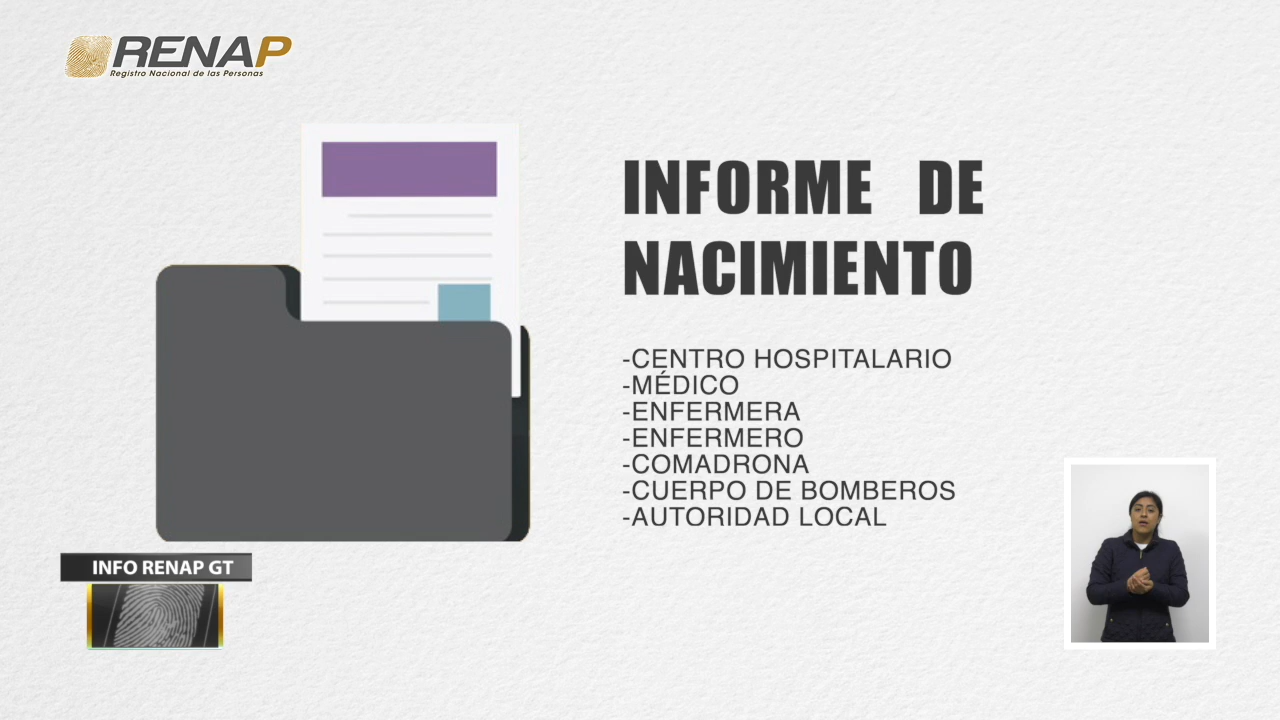 RENAP
Registro Nacional de las Personas
INFORME DE
NACIMIENTO
-CENTRO HOSPITALARIO
-MÉDICO
-ENFERMERA
-ENFERMERO
-COMADRONA
-CUERPO DE BOMBEROS
-AUTORIDAD LOCAL
INFO RENAP GT